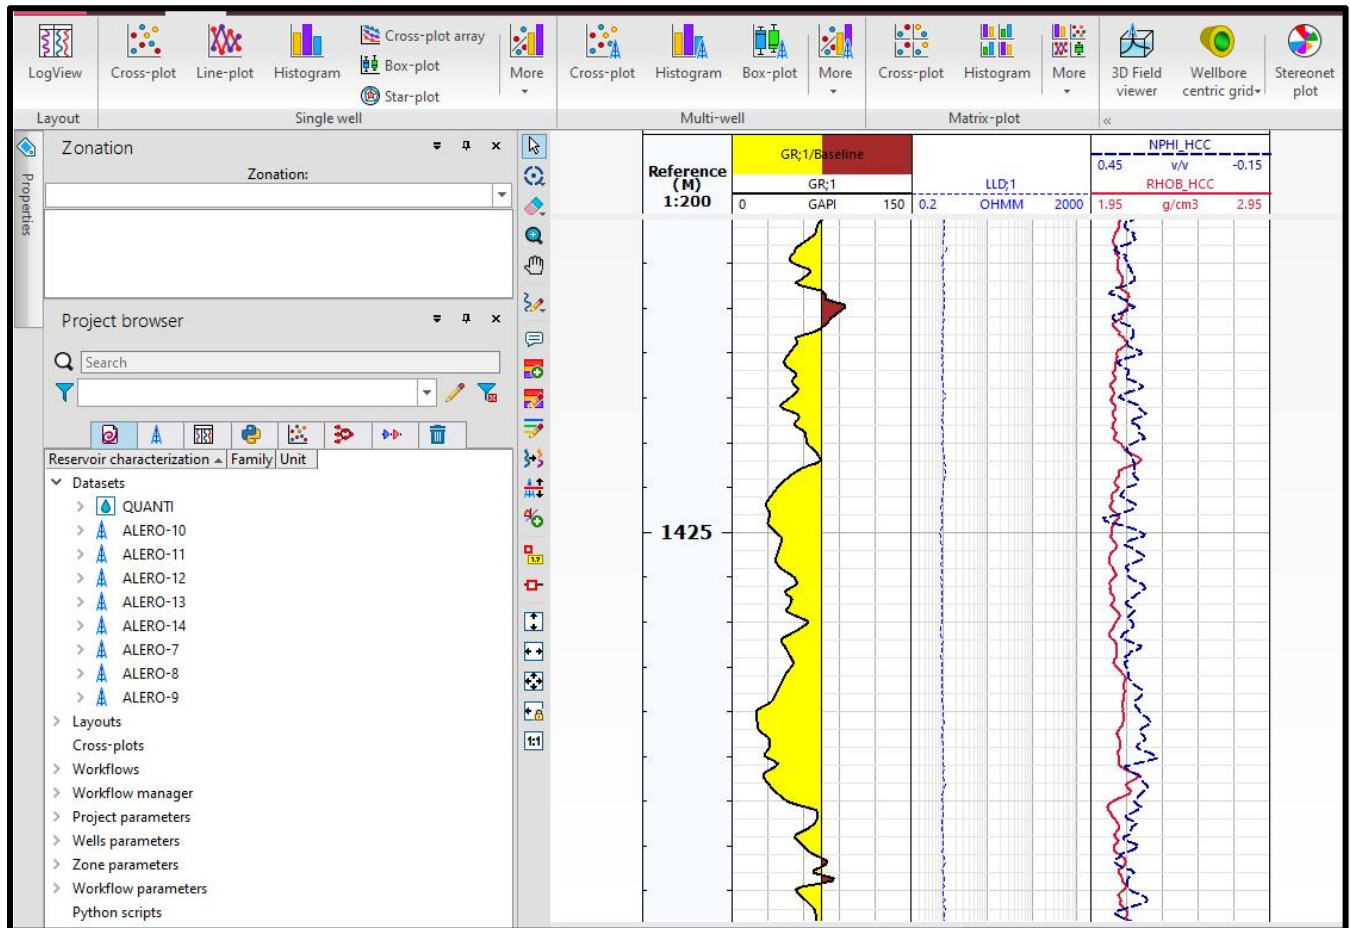 LogView
Cross-plot
Line-plot
Histogram
Cross-plot array
Box-plot
Star-plot
More
Cross-plot
Histogram
Box-plot
More
Cross-plot
Histogram
More
3D Field viewer
Wellbore centric grid
Stereonet plot
Layout
Single well
Multi-well
Matrix-plot
«
Properties
Zonation
Zonation:
Project browser
Search
Reservoir characterization Family Unit
Datasets
QUANTI
ALERO-10
ALERO-11
ALERO-12
ALERO-13
ALERO-14
ALERO-7
ALERO-8
ALERO-9
Layouts
Cross-plots
Workflows
Workflow manager
Project parameters
Wells parameters
Zone parameters
Workflow parameters
Python scripts
1:1
Reference
(M)
1:200
GR;1/Baseline
GR;1
0 GAPI 150
LLD;1
0.2 OHMM 2000
NPHI_HCC
0.45 v/v -0.15
RHOB_HCC
1.95 g/cm3 2.95
1425